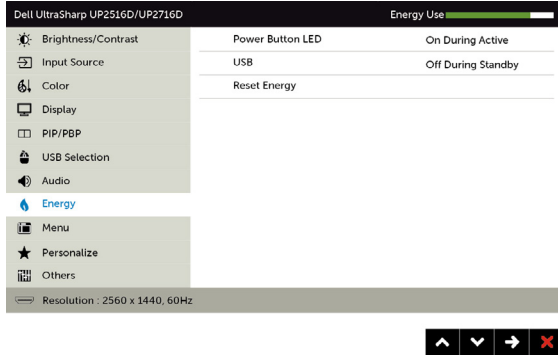 Dell UltraSharp UP2516D/UP2716D Energy Use
Brightness/Contrast Power Button LED On During Active
Input Source USB Off During Standby
Color Reset Energy
Display
PIP/PBP
USB Selection
Audio
Energy
Menu
Personalize
Others
Resolution : 2560 x 1440, 60Hz